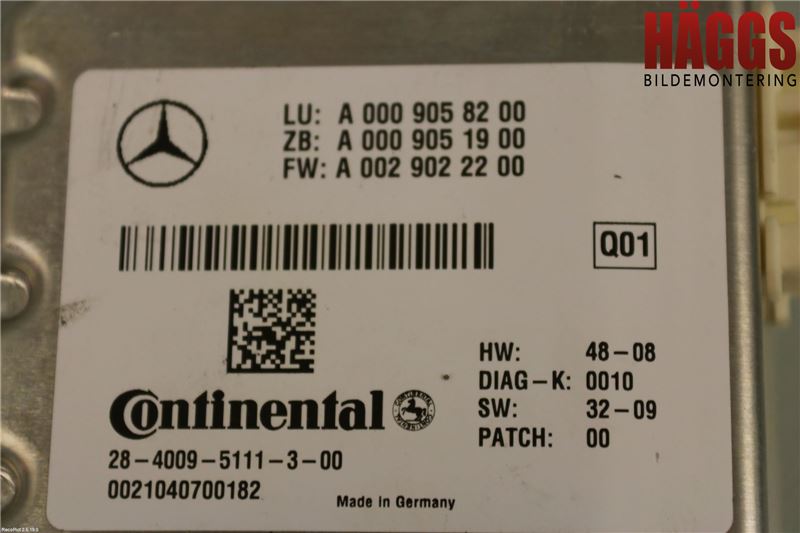 HÄGGS
BILDEMONTERING
LU: A 000 905 82 00
ZB: A 000 905 19 00
FW: A 002 902 22 00
Q01
HW: 48-08
DIAG-K: 0010
SW: 32-09
PATCH: 00
Continental
28-4009-5111-3-00
0021040700182
Made in Germany